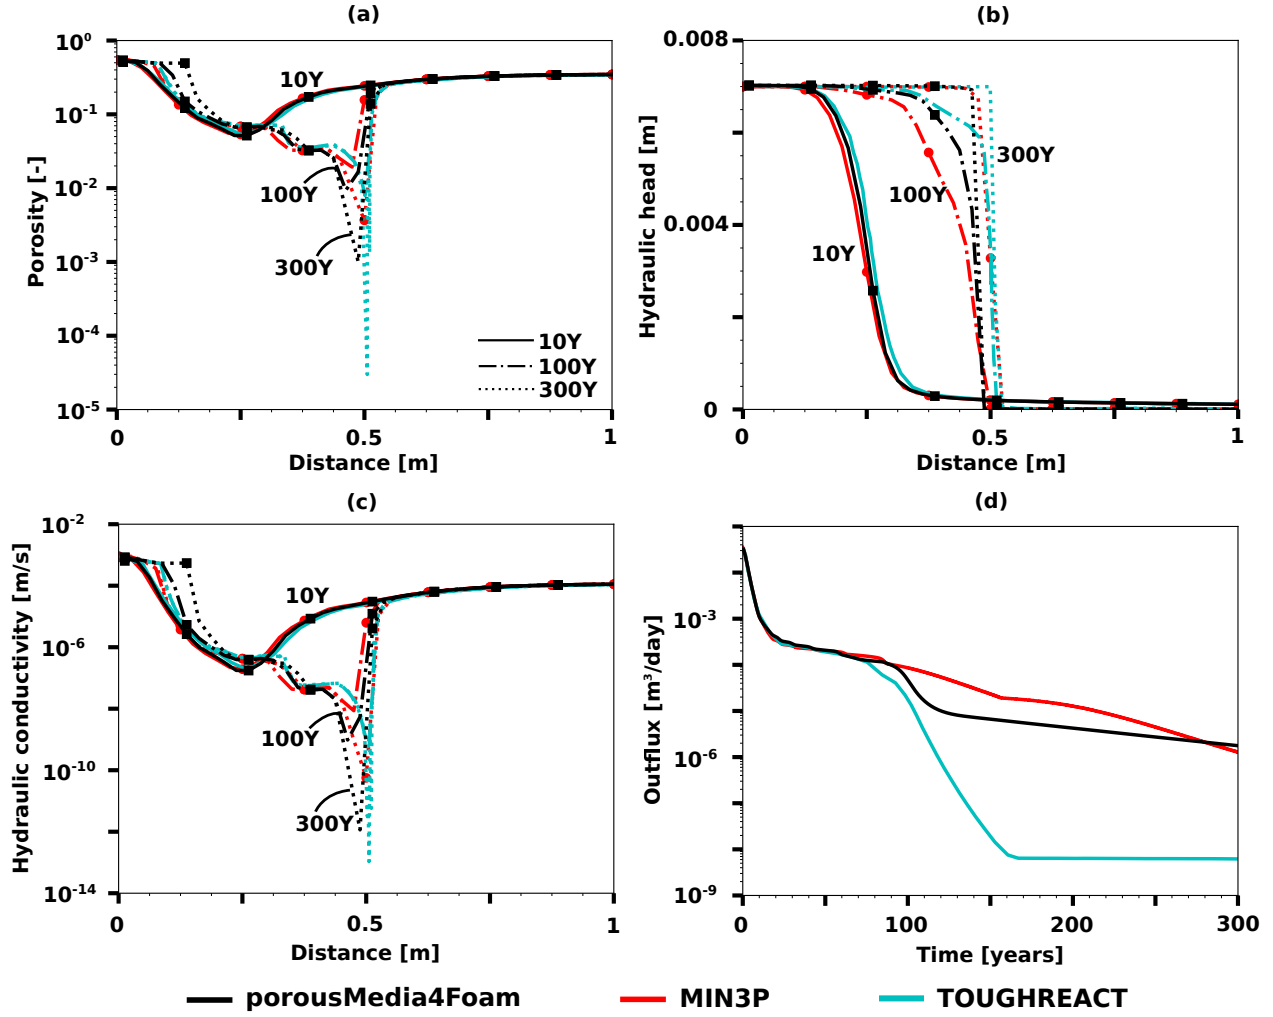 (a)
10⁰
10⁻¹
10⁻²
10⁻³
10⁻⁴
10⁻⁵
Porosity [-]
10Y
100Y
300Y
10Y
100Y
300Y
0
0.5
1
Distance [m]
(b)
0.008
0.004
0
Hydraulic head [m]
10Y
100Y
300Y
0
0.5
1
Distance [m]
(c)
10⁻²
10⁻⁶
10⁻¹⁰
10⁻¹⁴
Hydraulic conductivity [m/s]
10Y
100Y
300Y
0
0.5
1
Distance [m]
(d)
10⁻³
10⁻⁶
10⁻⁹
Outflux [m³/day]
0
100
200
300
Time [years]
porousMedia4Foam
MIN3P
TOUGHREACT